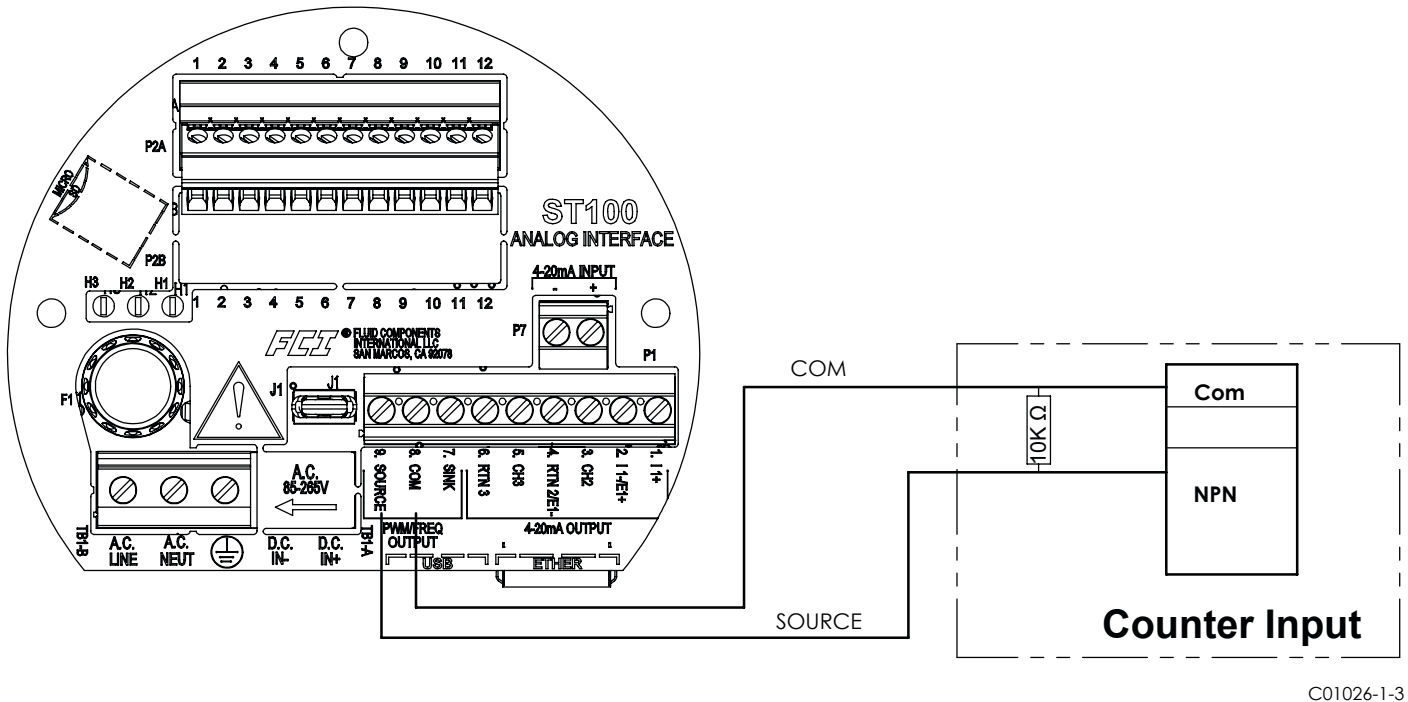 1 2 3 4 5 6 7 8 9 10 11 12
A
P2A
MICRO
B
ST100
ANALOG INTERFACE
P2B
4-20mA INPUT
- +
H3 H2 H1
1 2 3 4 5 6 7 8 9 10 11 12
P7
P1
FCI © FLUID COMPONENTS
INTERNATIONAL LLC
SAN MARCOS, CA 92078
F1
J1 J1
9. SOURCE
8. COM
7. SINK
6. RTN 3
5. CH3
4. RTN 2/E1-
3. CH2
2. I 1-/E1+
1. I 1+
A.C.
85-265V
TB1-B
A.C.
LINE
A.C.
NEUT
D.C.
IN-
D.C.
IN+
TB1-A
PWM/FREQ
OUTPUT
4-20mA OUTPUT
USB
ETHER
COM
SOURCE
10K Ω
Com
NPN
Counter Input
C01026-1-3